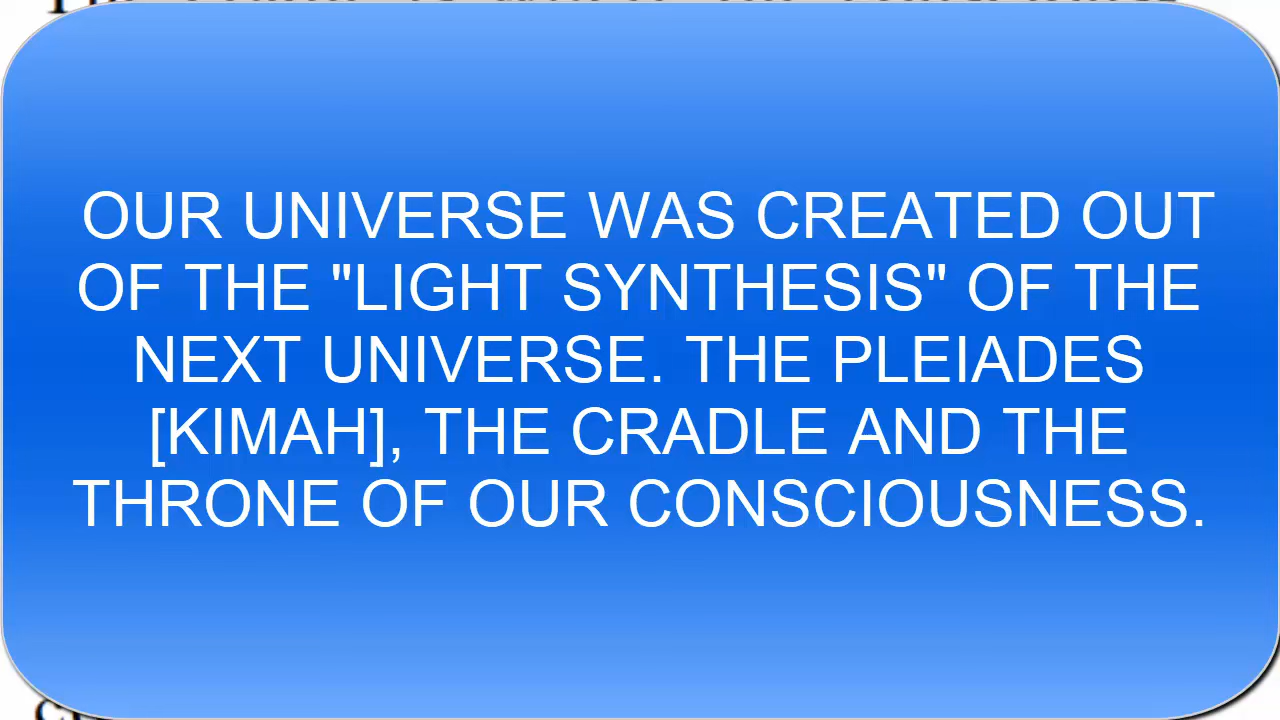 OUR UNIVERSE WAS CREATED OUT
OF THE "LIGHT SYNTHESIS" OF THE
NEXT UNIVERSE. THE PLEIADES
[KIMAH], THE CRADLE AND THE
THRONE OF OUR CONSCIOUSNESS.